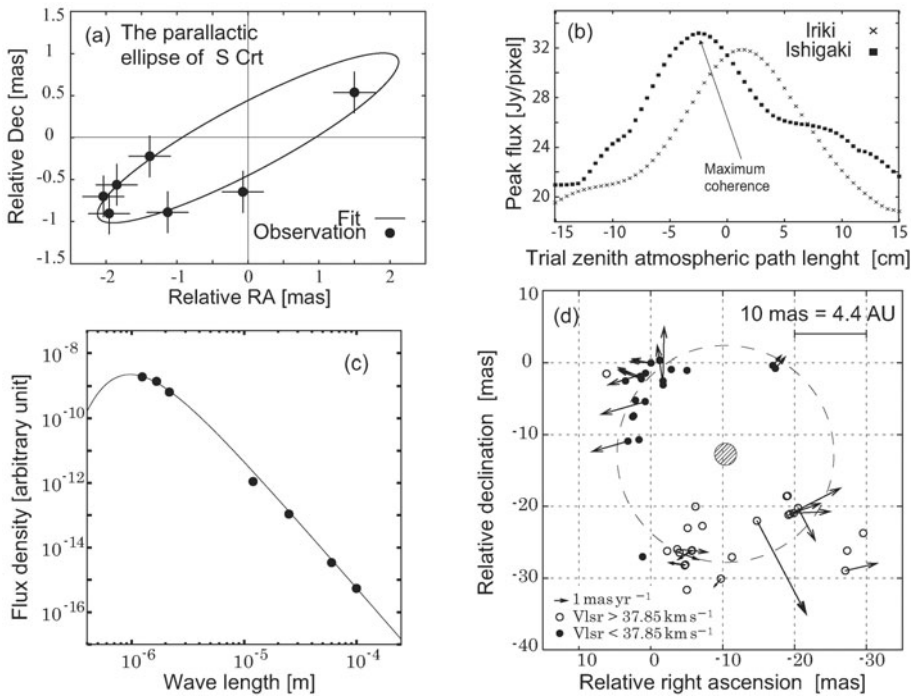 (a) The parallactic
ellipse of S Crt
1.5
1
0.5
0
-0.5
-1
-1.5
Relative Dec [mas]
Fit
Observation
-2
-1
0
1
2
Relative RA [mas]
(b)
Iriki
Ishigaki
32
28
24
20
Peak flux [Jy/pixel]
Maximum
coherence
-15
-10
-5
0
5
10
15
Trial zenith atmospheric path lenght [cm]
(c)
10-8
10-10
10-12
10-14
10-16
Flux density [arbitrary unit]
10-6
10-5
10-4
Wave length [m]
(d)
10 mas = 4.4 AU
10
0
-10
-20
-30
-40
Relative declination [mas]
1 mas yr -1
Vlsr > 37.85 km s-1
Vlsr < 37.85 km s-1
10
0
-10
-20
-30
-40
Relative right ascension [mas]